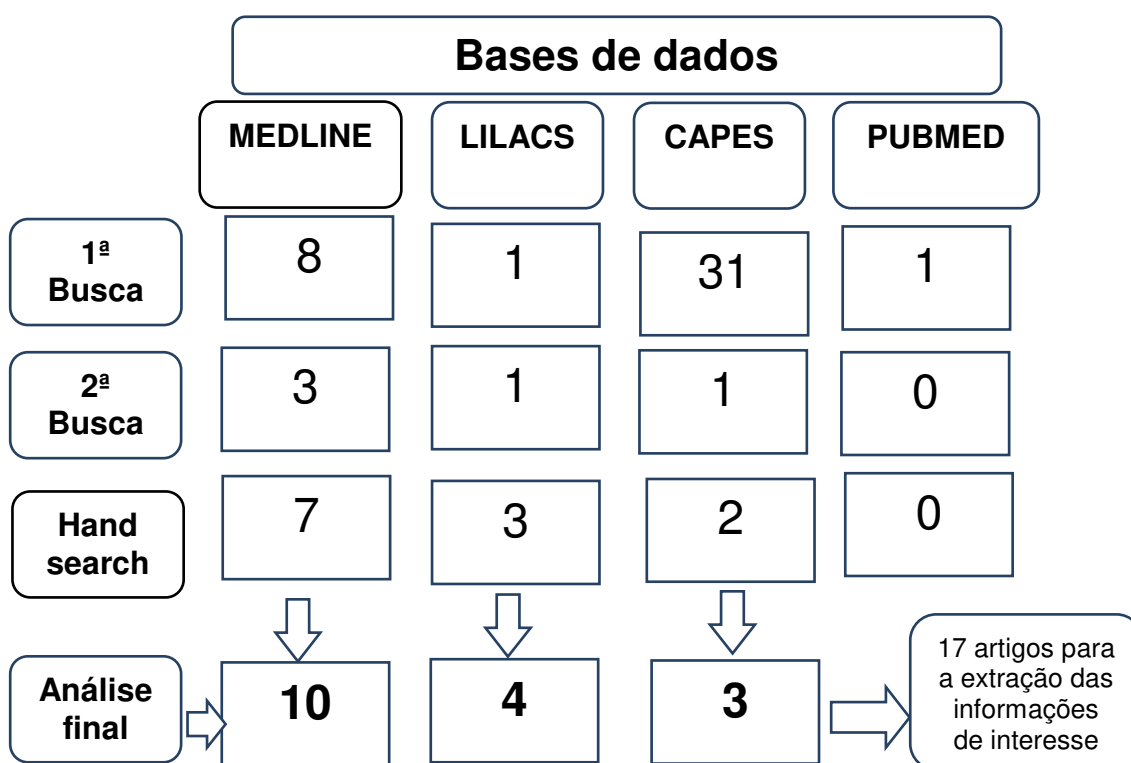 Bases de dados
MEDLINE
LILACS
CAPES
PUBMED
1ª
Busca
8
1
31
1
2ª
Busca
3
1
1
0
Hand
search
7
3
2
0
Análise
final
10
4
3
17 artigos para
a extração das
informações
de interesse